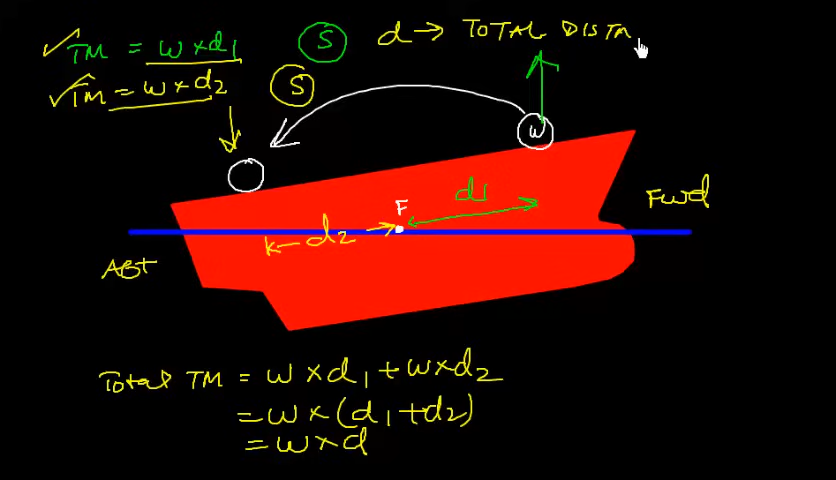 TM = w×d1
S
d → TOTAL DISTA
TM = w×d2
S
w
d1
Fwd
F
d2
Aft
Total TM = w×d1 + w×d2
= w×(d1+d2)
= w×d